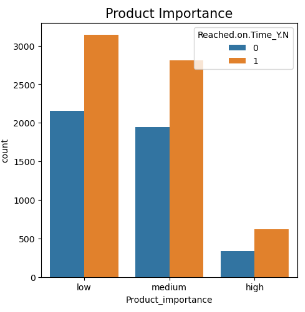 Product Importance
Reached.on.Time_Y.N
0
1
3000
2500
2000
1500
1000
500
0
count
low medium high
Product_importance